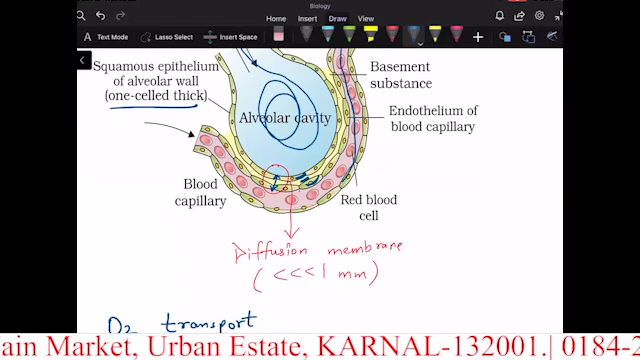 Biology
Home Insert Draw View
Text Mode Lasso Select Insert Space
Squamous epithelium
of alveolar wall
(one-celled thick)
Alveolar cavity
Basement
substance
Endothelium of
blood capillary
Blood
capillary
Red blood
cell
Diffusion membrane
(<<<1 mm)
O2 transport
ain Market, Urban Estate, KARNAL-132001.| 0184-2